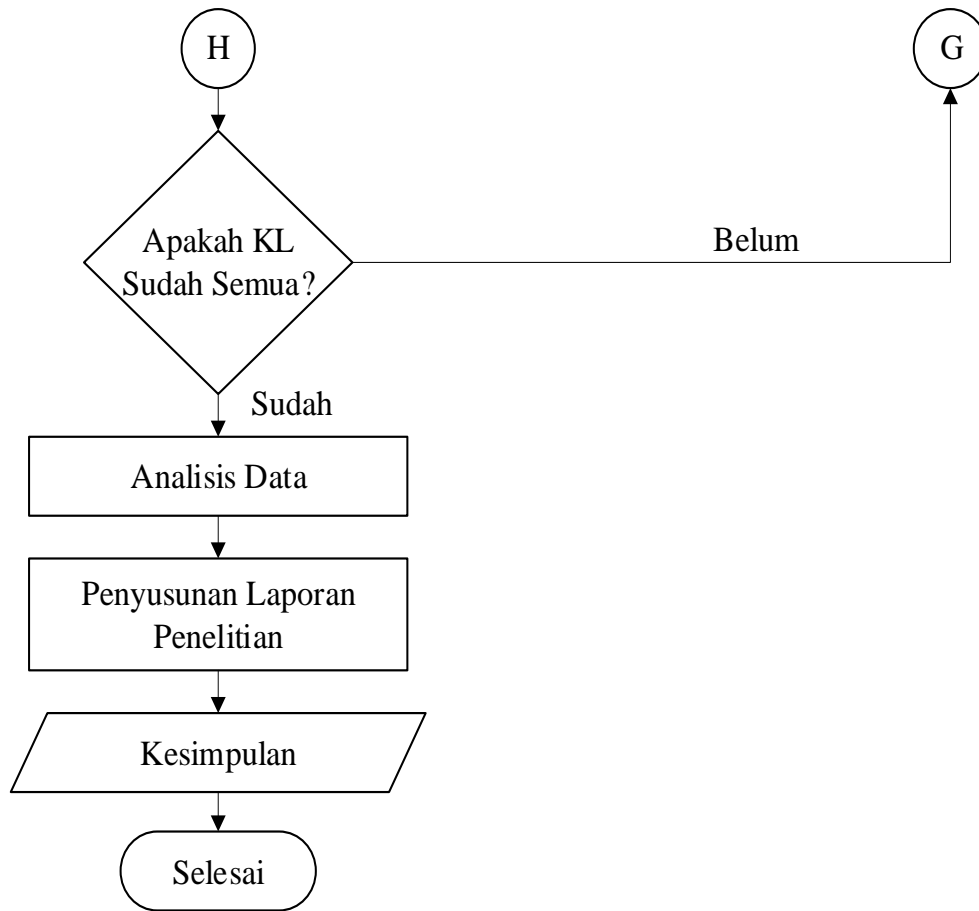 H
G
Apakah KL
Sudah Semua?
Belum
Sudah
Analisis Data
Penyusunan Laporan
Penelitian
Kesimpulan
Selesai